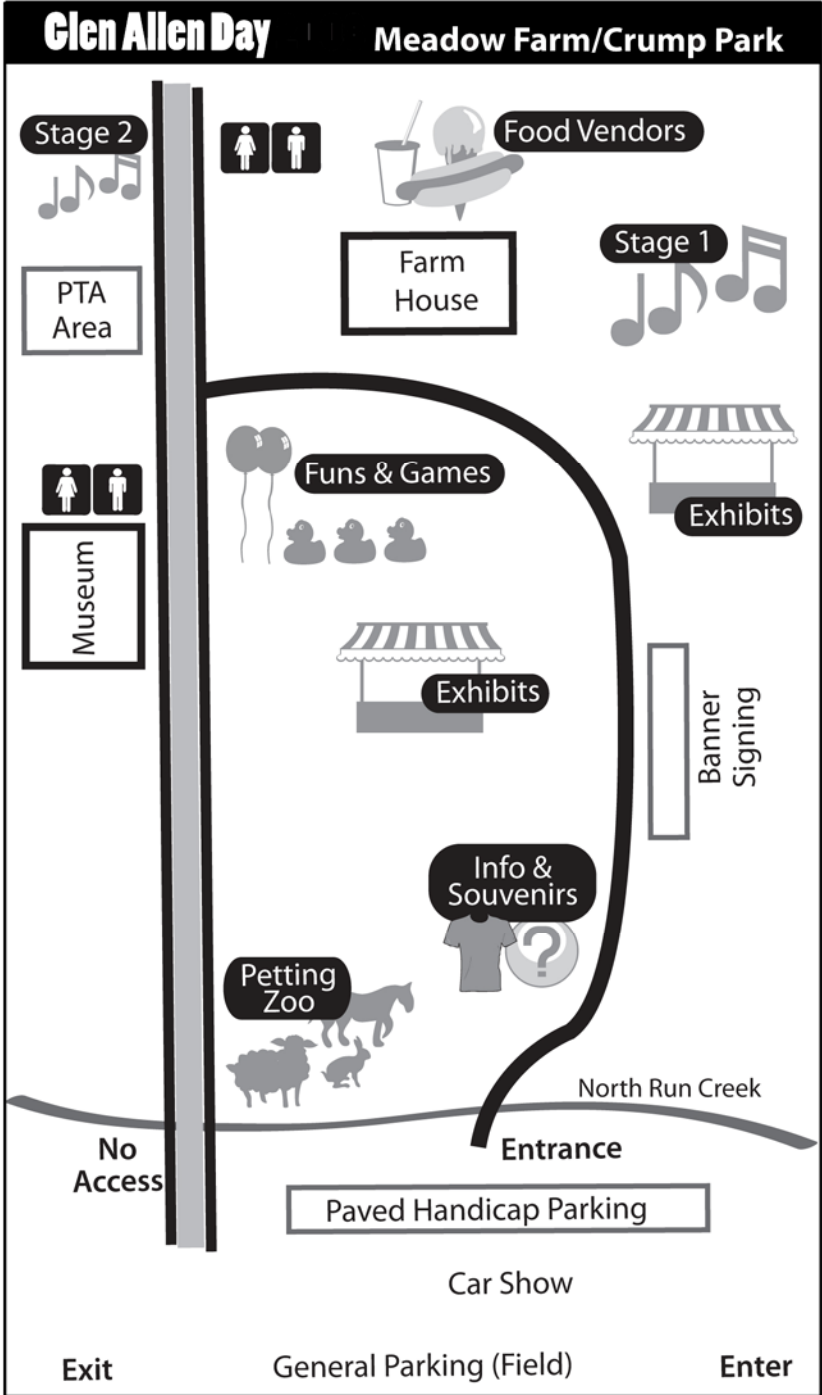 Glen Allen Day
Meadow Farm/Crump Park
Stage 2
Food Vendors
Stage 1
Farm
House
PTA
Area
Funs & Games
Exhibits
Museum
Exhibits
Banner
Signing
Info &
Souvenirs
?
Petting
Zoo
North Run Creek
No
Access
Entrance
Paved Handicap Parking
Car Show
Exit
General Parking (Field)
Enter